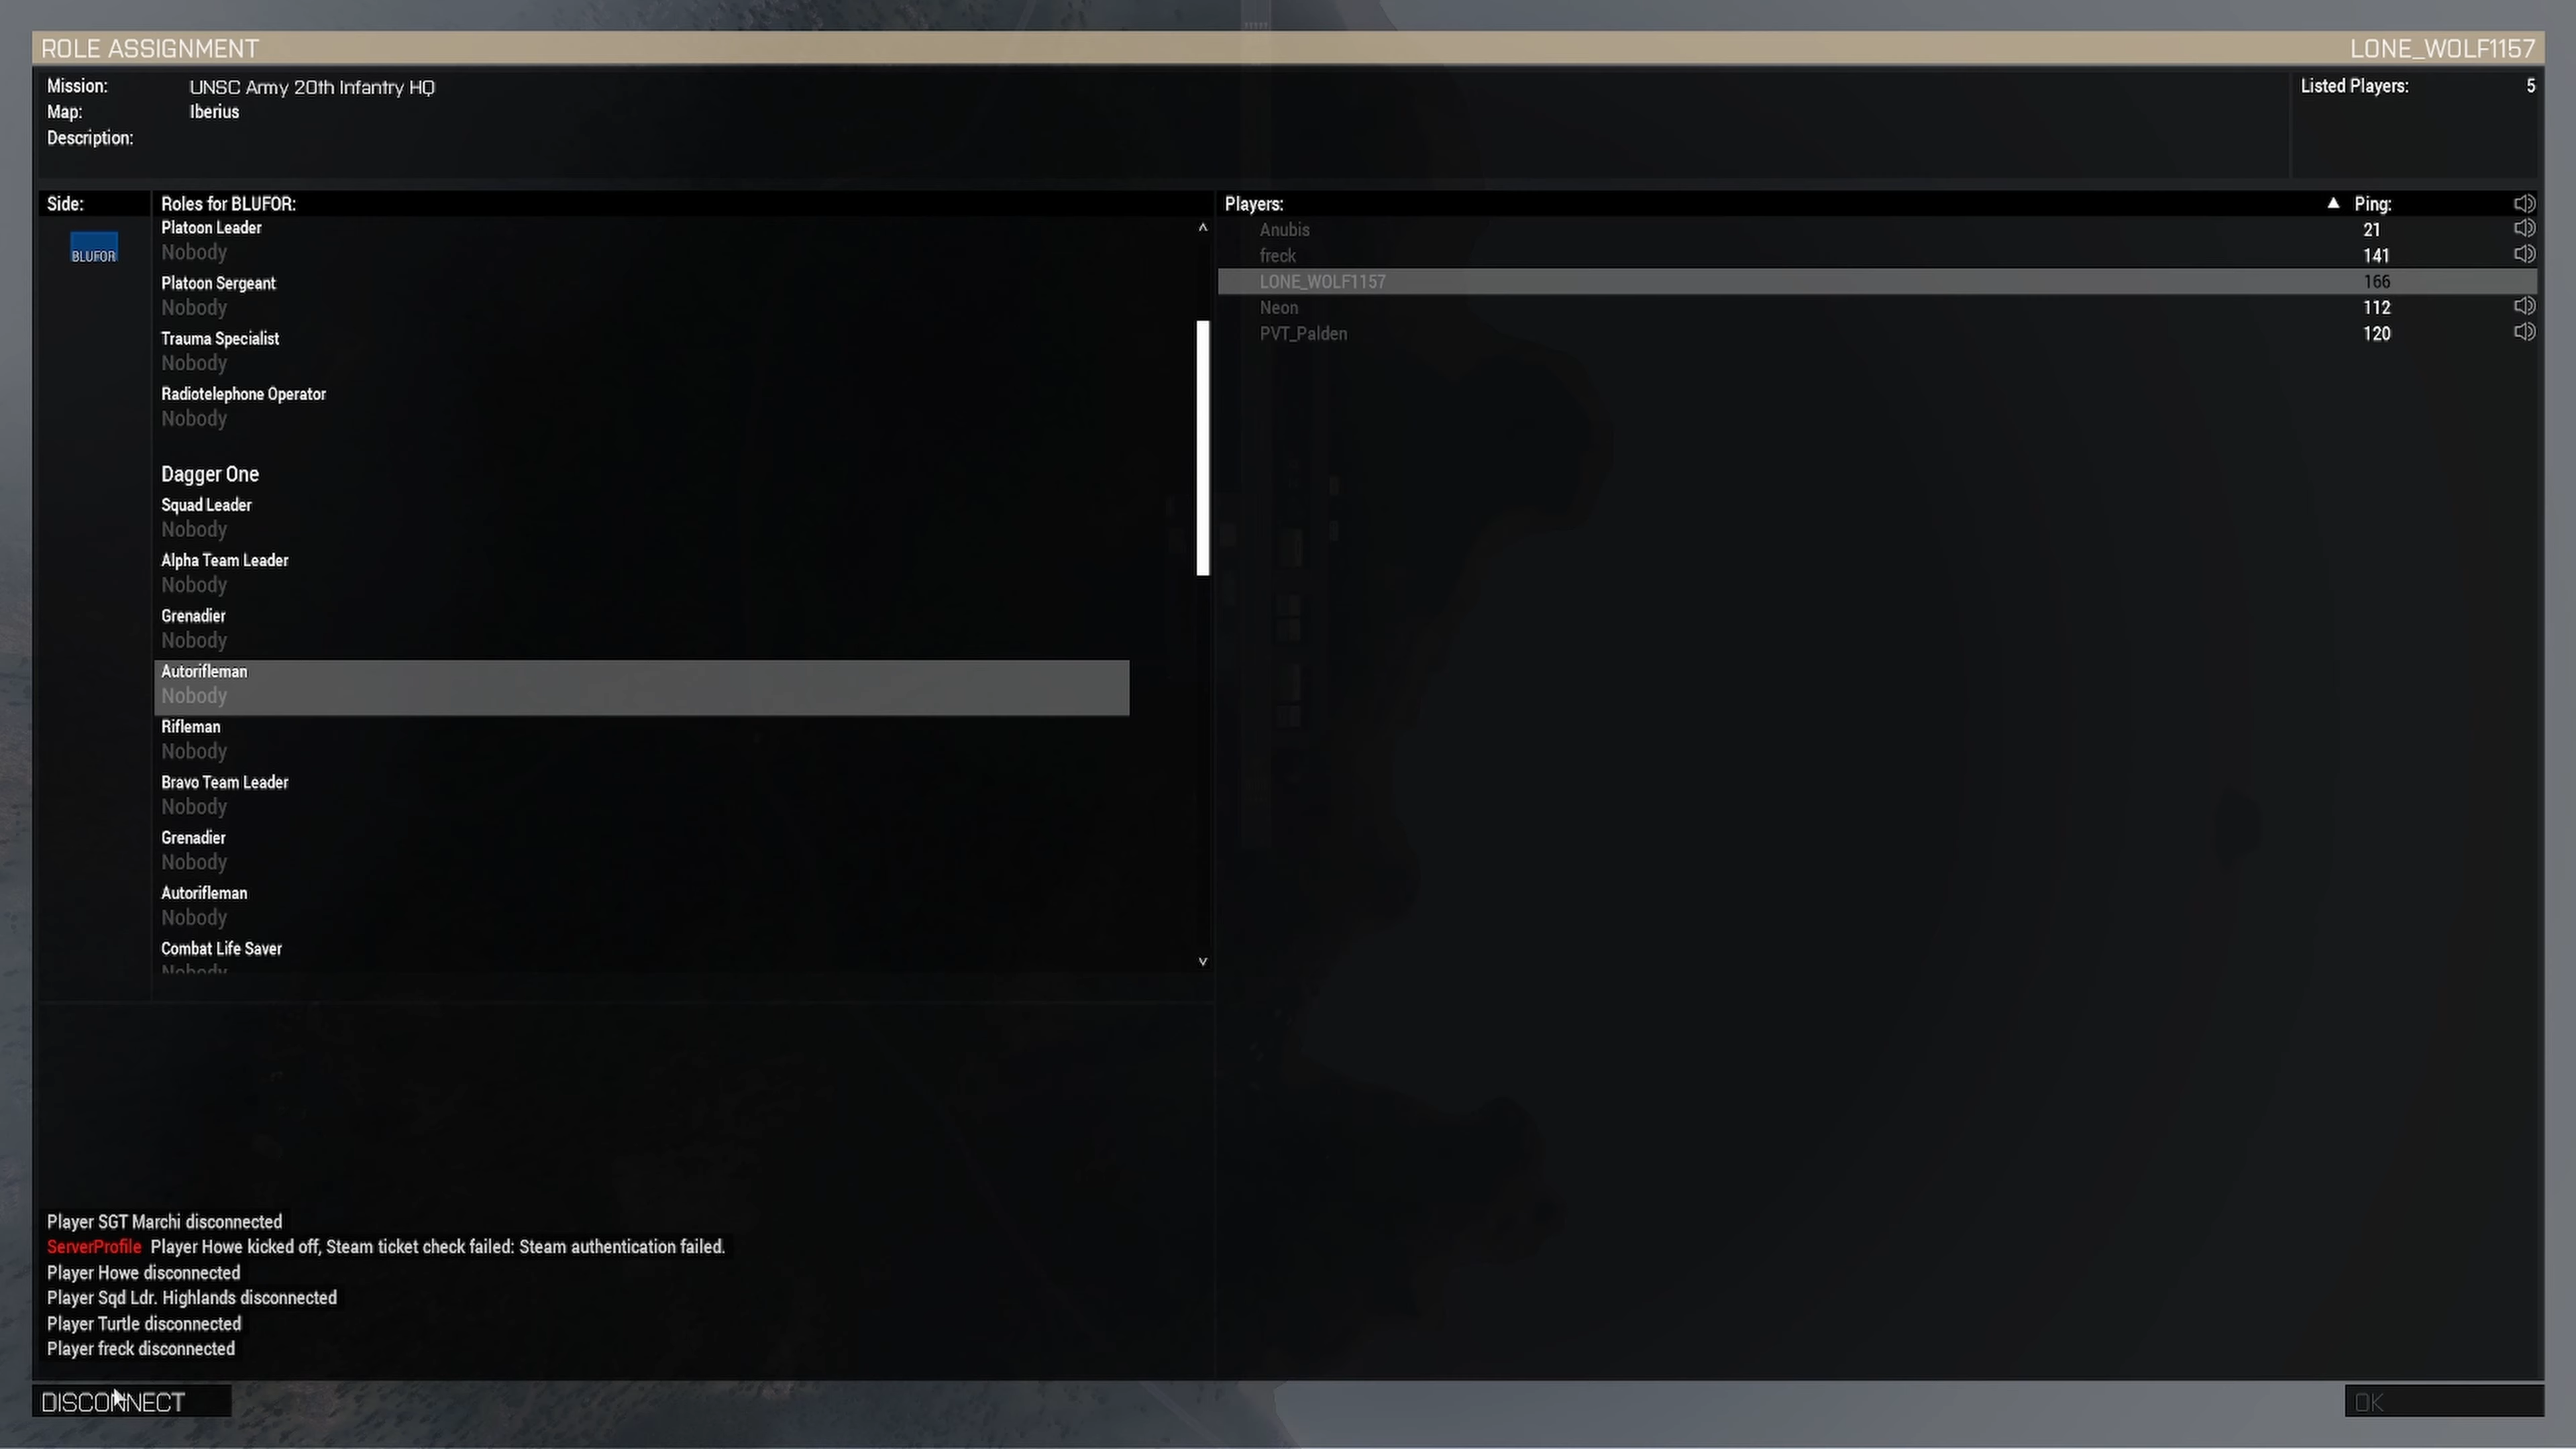 ROLE ASSIGNMENT LONE_WOLF1157
Mission: UNSC Army 20th Infantry HQ Listed Players: 5
Map: Iberius
Description:
Side: Roles for BLUFOR: Players: ▲ Ping:
BLUFOR
Platoon Leader
Nobody
Platoon Sergeant
Nobody
Trauma Specialist
Nobody
Radiotelephone Operator
Nobody
Dagger One
Squad Leader
Nobody
Alpha Team Leader
Nobody
Grenadier
Nobody
Autorifleman
Nobody
Rifleman
Nobody
Bravo Team Leader
Nobody
Grenadier
Nobody
Autorifleman
Nobody
Combat Life Saver
Nobody
Anubis 21
freck 141
LONE_WOLF1157 166
Neon 112
PVT_Palden 120
Player SGT Marchi disconnected
ServerProfile Player Howe kicked off, Steam ticket check failed: Steam authentication failed.
Player Howe disconnected
Player Sqd Ldr. Highlands disconnected
Player Turtle disconnected
Player freck disconnected
DISCONNECT OK